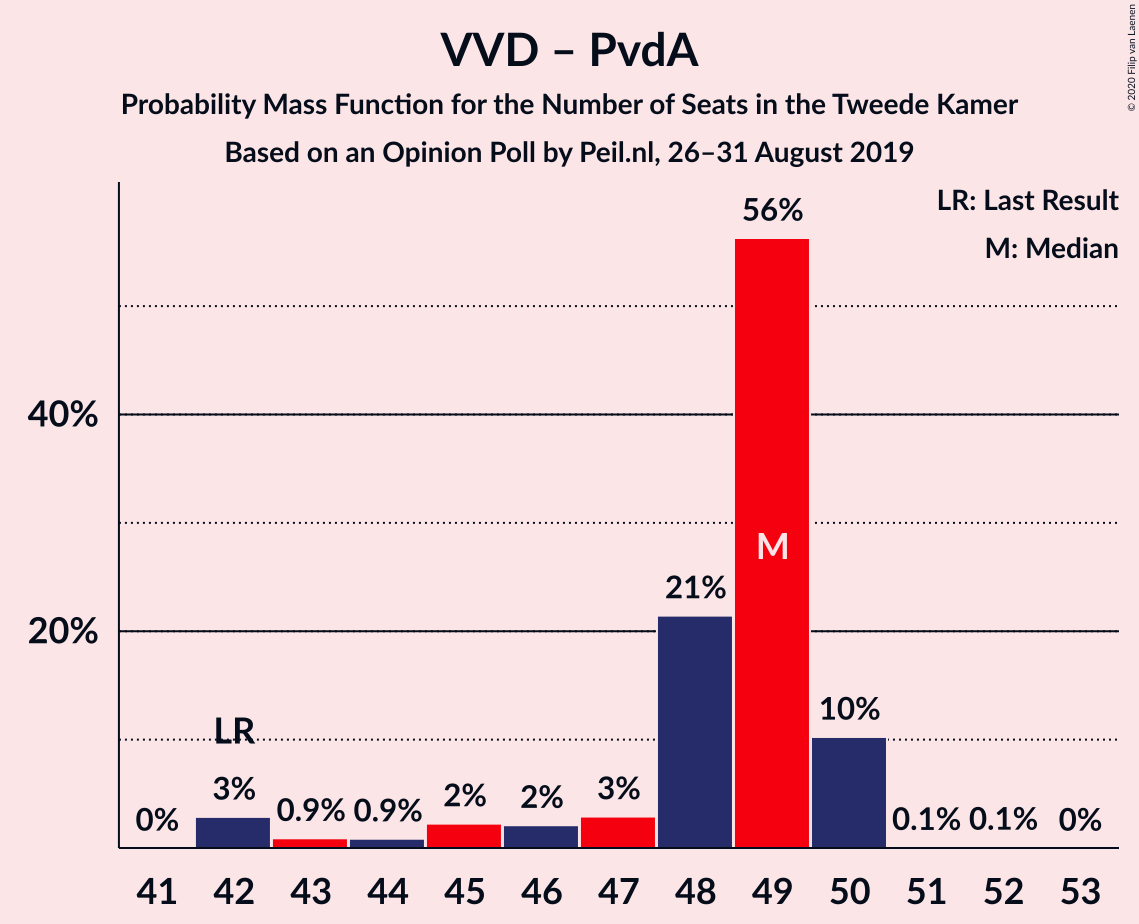 VVD – PvdA
Probability Mass Function for the Number of Seats in the Tweede Kamer
Based on an Opinion Poll by Peil.nl, 26–31 August 2019
© 2020 Filip van Laenen
LR: Last Result
M: Median
40%
20%
0%
LR
3%
0.9%
0.9%
2%
2%
3%
21%
56%
M
10%
0.1%
0.1%
0%
41 42 43 44 45 46 47 48 49 50 51 52 53